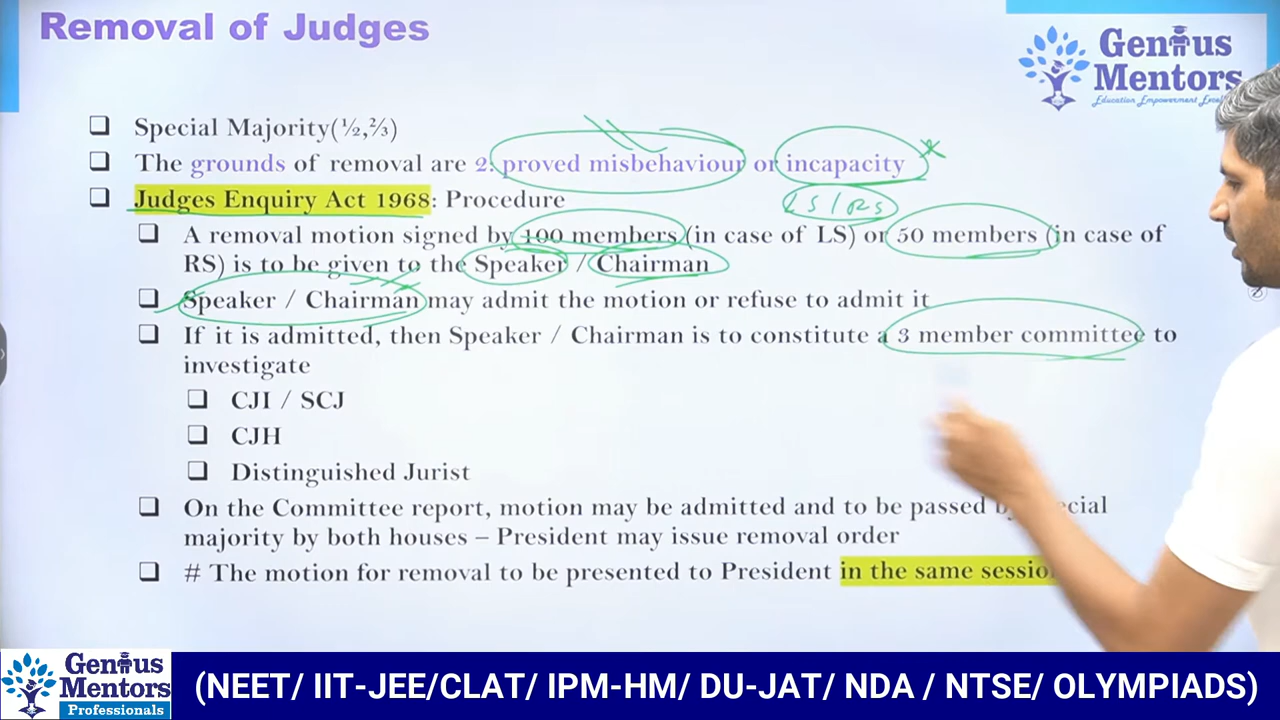 Removal of Judges
Genius
Mentors
Special Majority(½,⅔)
The grounds of removal are 2: proved misbehaviour or incapacity
LS / RS
Judges Enquiry Act 1968: Procedure
A removal motion signed by 100 members (in case of LS) or 50 members (in case of
RS) is to be given to the Speaker / Chairman
Speaker / Chairman may admit the motion or refuse to admit it
If it is admitted, then Speaker / Chairman is to constitute a 3 member committee to
investigate
CJI / SCJ
CJH
Distinguished Jurist
On the Committee report, motion may be admitted and to be passed
majority by both houses – President may issue removal order
# The motion for removal to be presented to President in the same
Genius
Mentors
Professionals
(NEET/ IIT-JEE/CLAT/ IPM-HM/ DU-JAT/ NDA / NTSE/ OLYMPIADS)